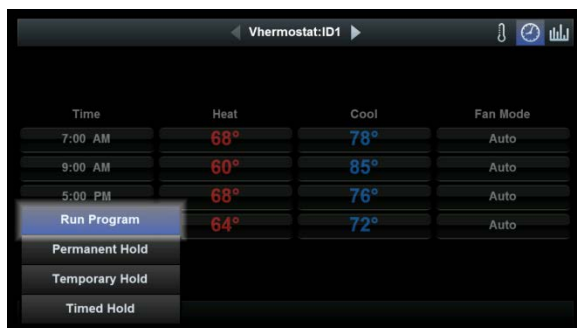 Vhermostat:ID1
Time Heat Cool Fan Mode
7:00 AM 68° 78° Auto
9:00 AM 60° 85° Auto
5:00 PM 68° 76° Auto
64° 72° Auto
Run Program
Permanent Hold
Temporary Hold
Timed Hold